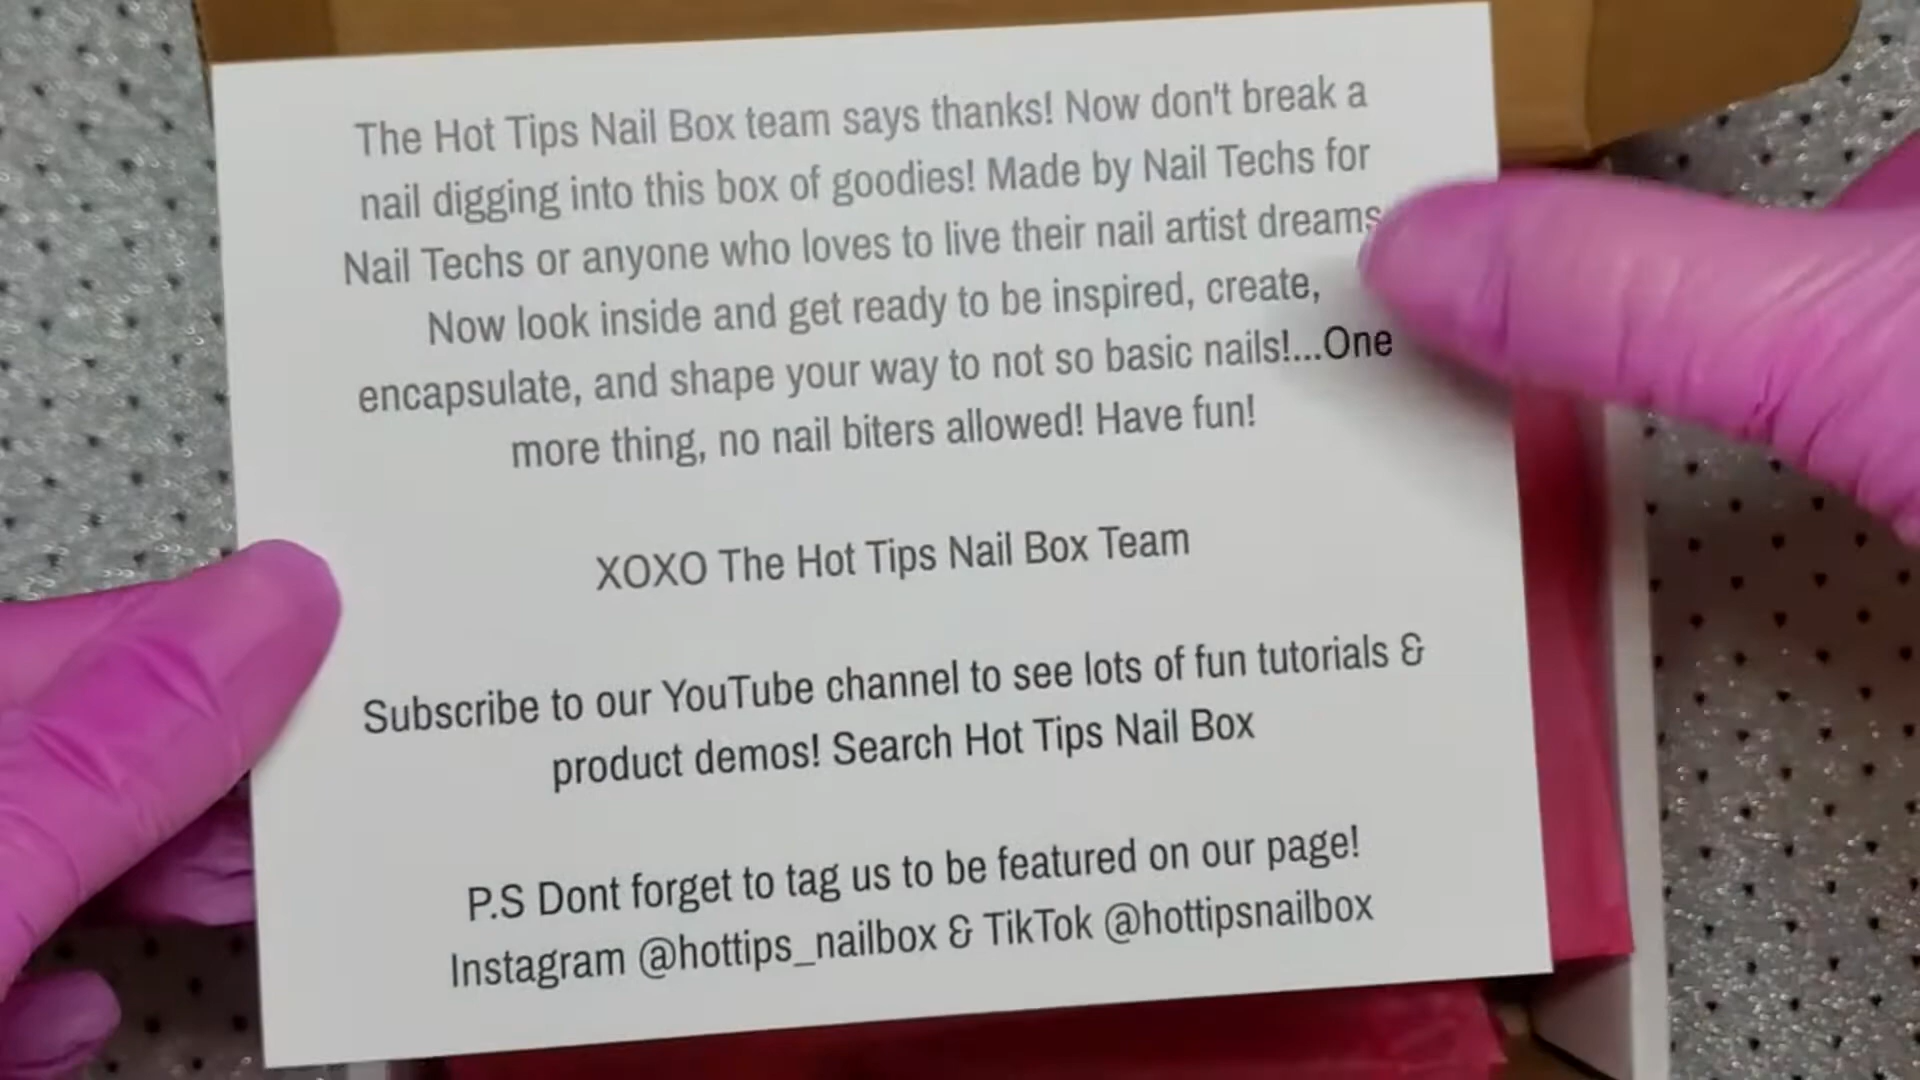 The Hot Tips Nail Box team says thanks! Now don't break a
nail digging into this box of goodies! Made by Nail Techs for
Nail Techs or anyone who loves to live their nail artist dreams
Now look inside and get ready to be inspired, create,
encapsulate, and shape your way to not so basic nails!...One
more thing, no nail biters allowed! Have fun!
XOXO The Hot Tips Nail Box Team
Subscribe to our YouTube channel to see lots of fun tutorials &
product demos! Search Hot Tips Nail Box
P.S Dont forget to tag us to be featured on our page!
Instagram @hottips_nailbox & TikTok @hottipsnailbox